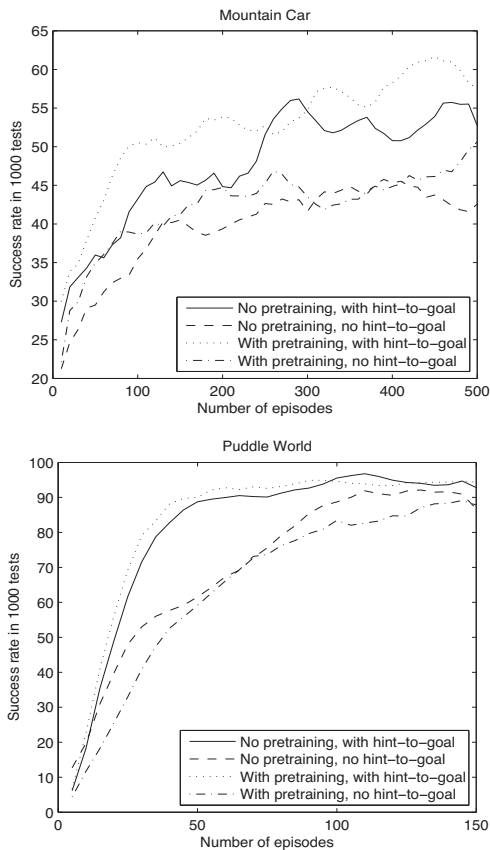 Mountain Car
65
60
55
50
45
40
35
30
25
20
Success rate in 1000 tests
No pretraining, with hint−to−goal
No pretraining, no hint−to−goal
With pretraining, with hint−to−goal
With pretraining, no hint−to−goal
0 100 200 300 400 500
Number of episodes
Puddle World
100
90
80
70
60
50
40
30
20
10
0
Success rate in 1000 tests
No pretraining, with hint−to−goal
No pretraining, no hint−to−goal
With pretraining, with hint−to−goal
With pretraining, no hint−to−goal
0 50 100 150
Number of episodes